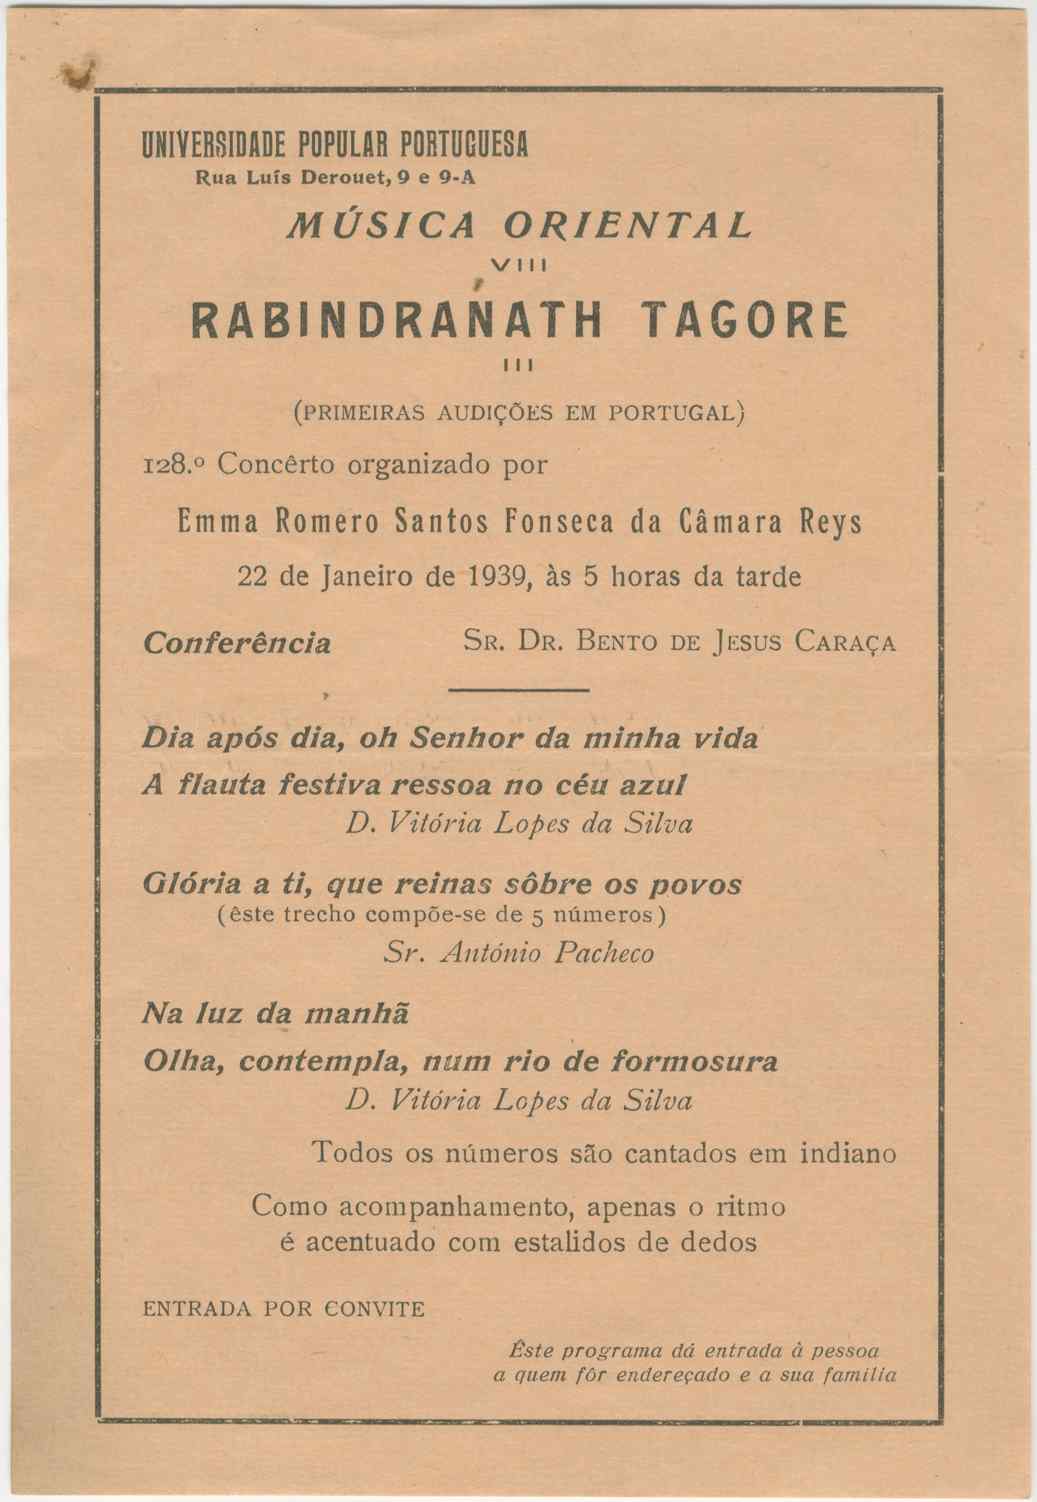 UNIVERSIDADE POPULAR PORTUGUESA
Rua Luís Derouet, 9 e 9-A
MÚSICA ORIENTAL
VIII
RABINDRANATH TAGORE
III
(PRIMEIRAS AUDIÇÕES EM PORTUGAL)
128.º Concêrto organizado por
Emma Romero Santos Fonseca da Câmara Reys
22 de Janeiro de 1939, às 5 horas da tarde
Conferência SR. DR. BENTO DE JESUS CARAÇA
Dia após dia, oh Senhor da minha vida
A flauta festiva ressoa no céu azul
D. Vitória Lopes da Silva
Glória a ti, que reinas sôbre os povos
(êste trecho compõe-se de 5 números)
Sr. António Pacheco
Na luz da manhã
Olha, contempla, num rio de formosura
D. Vitória Lopes da Silva
Todos os números são cantados em indiano
Como acompanhamento, apenas o ritmo
é acentuado com estalidos de dedos
ENTRADA POR CONVITE
Êste programa dá entrada à pessoa
a quem fôr endereçado e a sua família